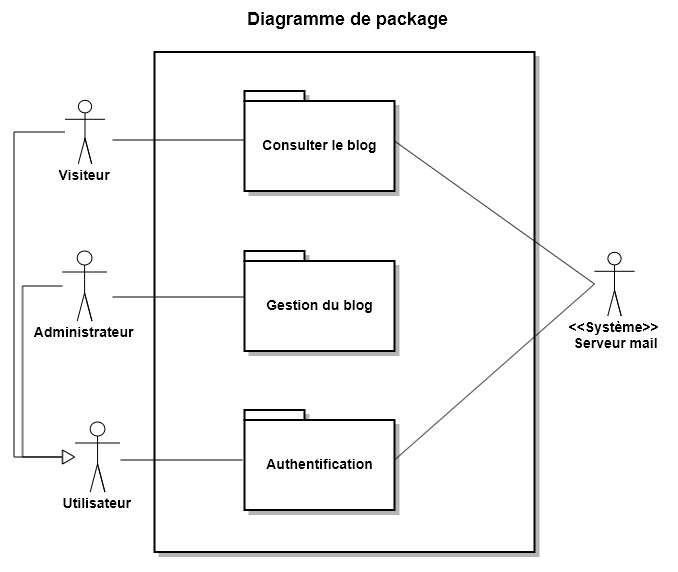 Diagramme de package
Consulter le blog
Visiteur
Gestion du blog
Administrateur
<<Système>>
Serveur mail
Authentification
Utilisateur